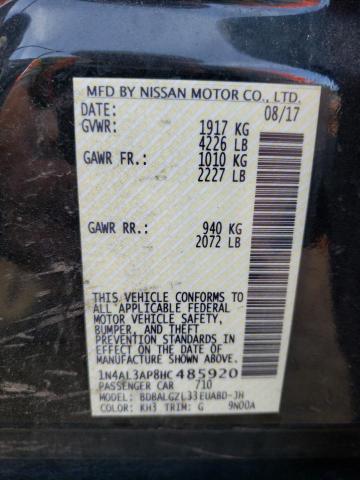 MFD BY NISSAN MOTOR CO., LTD.
DATE: 08/17
GVWR: 1917 KG
4226 LB
GAWR FR.: 1010 KG
2227 LB
GAWR RR.: 940 KG
2072 LB
THIS VEHICLE CONFORMS TO
ALL APPLICABLE FEDERAL
MOTOR VEHICLE SAFETY,
BUMPER, AND THEFT
PREVENTION STANDARDS
IN EFFECT ON THE DATE OF
MANUFACTURE SHOWN ABOVE.
1N4AL3AP8HC485920
PASSENGER CAR 710
MODEL: BDBALGZL33EUA8D-JH
COLOR: KH3 TRIM: G 9N00A